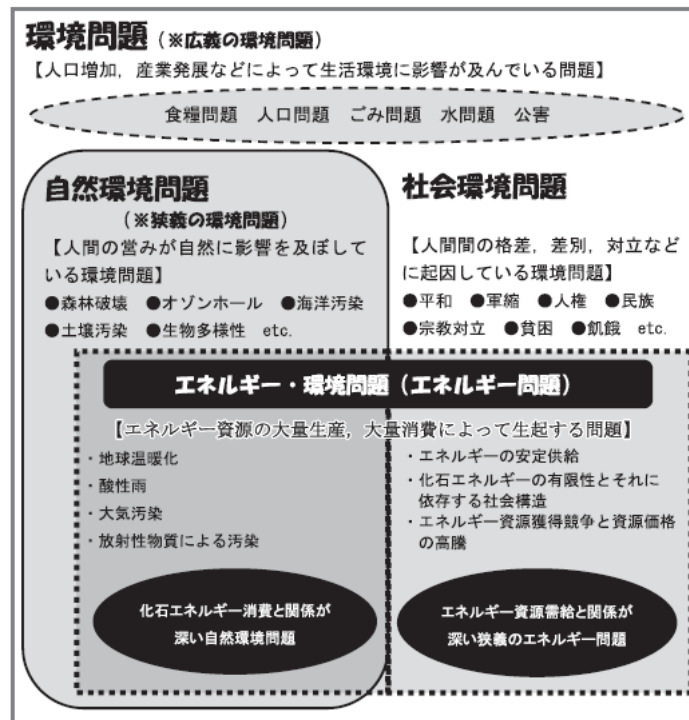 環境問題(※広義の環境問題)
【人口増加,産業発展などによって生活環境に影響が及んでいる問題】
食糧問題 人口問題 ごみ問題 水問題 公害
自然環境問題
(※狭義の環境問題)
【人間の営みが自然に影響を及ぼして
いる環境問題】
●森林破壊 ●オゾンホール ●海洋汚染
●土壌汚染 ●生物多様性 etc.
社会環境問題
【人間間の格差,差別,対立など
に起因している環境問題】
●平和 ●軍縮 ●人権 ●民族
●宗教対立 ●貧困 ●飢餓 etc.
エネルギー・環境問題(エネルギー問題)
【エネルギー資源の大量生産,大量消費によって生起する問題】
・地球温暖化
・酸性雨
・大気汚染
・放射性物質による汚染
化石エネルギー消費と関係が
深い自然環境問題
・エネルギーの安定供給
・化石エネルギーの有限性とそれに
依存する社会構造
・エネルギー資源獲得競争と資源価格
の高騰
エネルギー資源需給と関係が
深い狭義のエネルギー問題